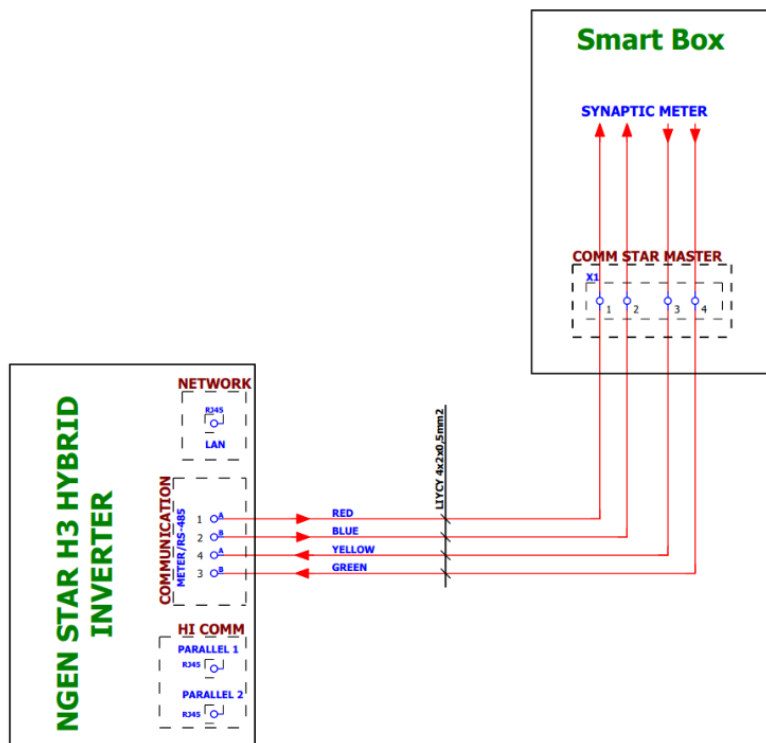 Smart Box
SYNAPTIC METER
COMM STAR MASTER
X1
1 2 3 4
NGEN STAR H3 HYBRID
INVERTER
NETWORK
RJ45
LAN
COMMUNICATION
METER/RS-485
1 A
2 B
4 A
3 B
RED
BLUE
YELLOW
GREEN
LIYCY 4x2x0,5mm2
HI COMM
PARALLEL 1
RJ45
PARALLEL 2
RJ45